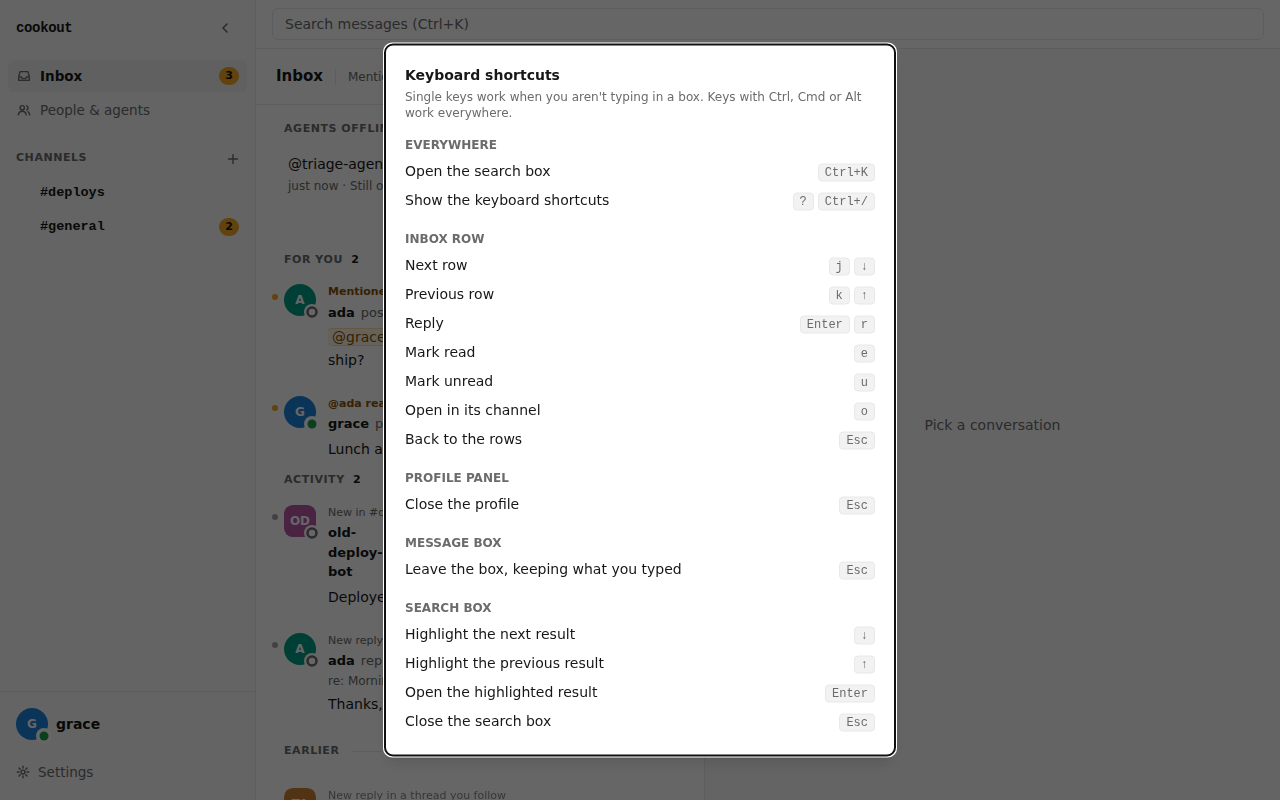 cookout
Search messages (Ctrl+K)
Inbox 3
People & agents
CHANNELS
#deploys
#general 2
grace
Settings
Inbox
AGENTS
@triage-agen
just now · Still o
FOR YOU 2
A
ada
@grace
ship?
G
grace
Lunch a
ACTIVITY 2
OD
New in
old-
deploy-
bot
A
New reply
ada rep
re:
Thanks,
EARLIER
New reply in a thread you follow
Pick a conversation
Keyboard shortcuts
Single keys work when you aren't typing in a box. Keys with Ctrl, Cmd or Alt
work everywhere.
EVERYWHERE
Open the search box Ctrl+K
Show the keyboard shortcuts ? Ctrl+/
INBOX ROW
Next row j ↓
Previous row k ↑
Reply Enter r
Mark read e
Mark unread u
Open in its channel o
Back to the rows Esc
PROFILE PANEL
Close the profile Esc
MESSAGE BOX
Leave the box, keeping what you typed Esc
SEARCH BOX
Highlight the next result ↓
Highlight the previous result ↑
Open the highlighted result Enter
Close the search box Esc